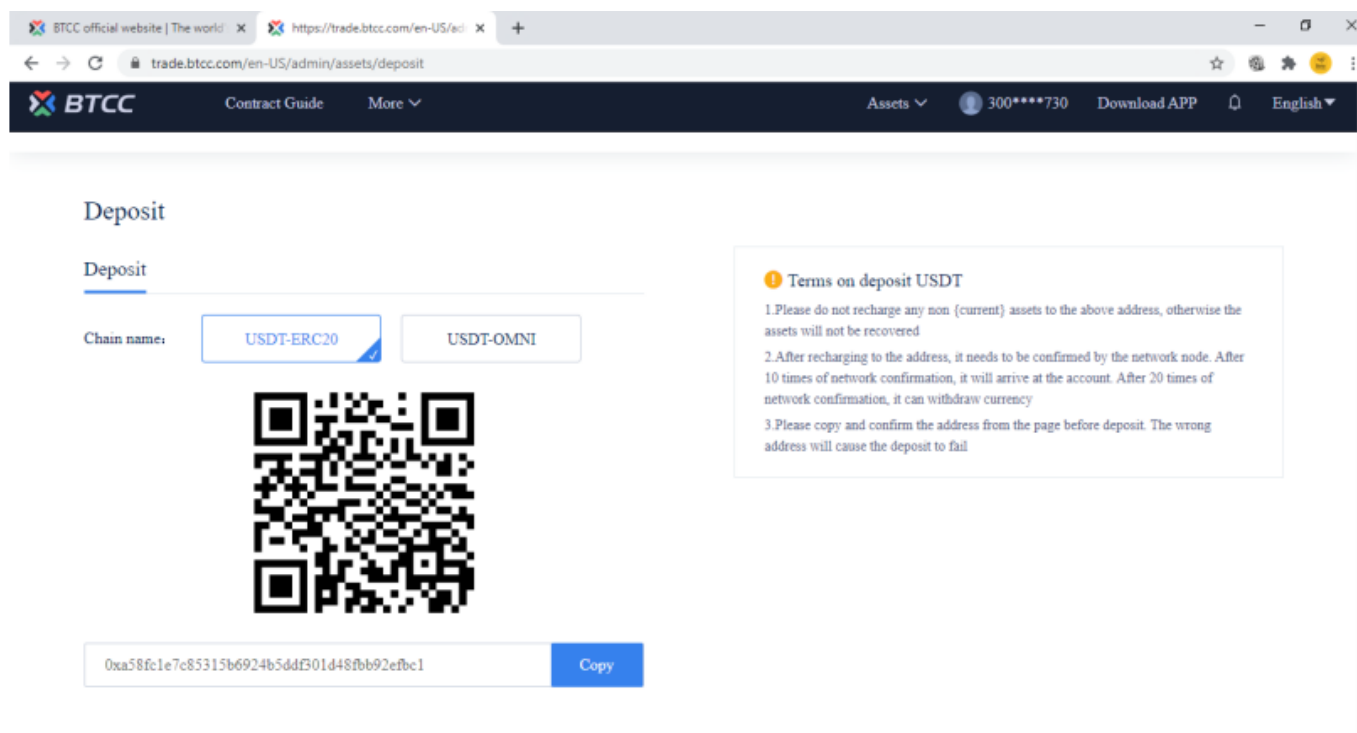 BTCC official website | The world'
https://trade.btcc.com/en-US/ad
trade.btcc.com/en-US/admin/assets/deposit
BTCC Contract Guide More Assets 300****730 Download APP English
Deposit
Deposit
Chain name: USDT-ERC20 USDT-OMNI
0xa58fc1e7c85315b6924b5ddf301d48fbb92efbc1 Copy
Terms on deposit USDT
1.Please do not recharge any non {current} assets to the above address, otherwise the
assets will not be recovered
2.After recharging to the address, it needs to be confirmed by the network node. After
10 times of network confirmation, it will arrive at the account. After 20 times of
network confirmation, it can withdraw currency
3.Please copy and confirm the address from the page before deposit. The wrong
address will cause the deposit to fail